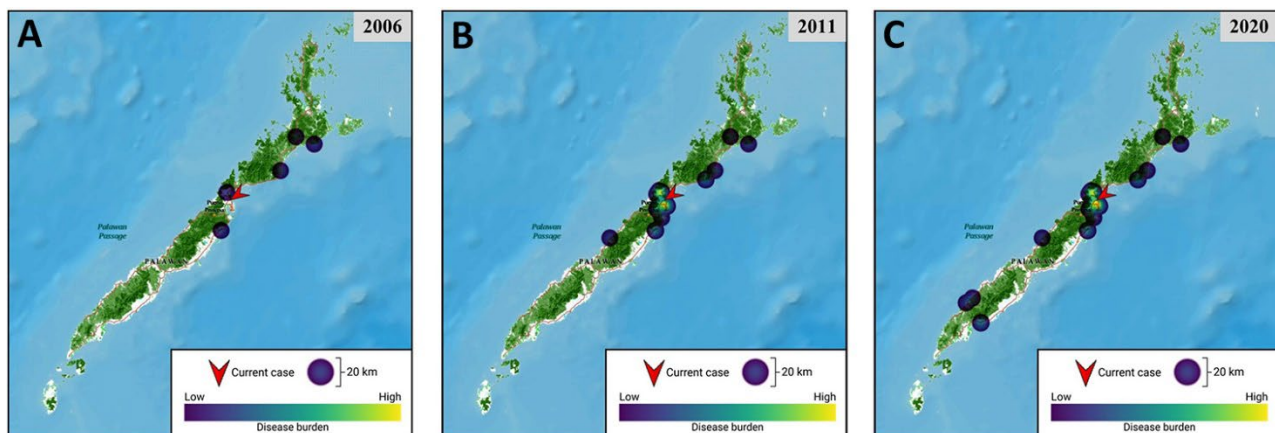 A
2006
Palawan
Passage
PALAWAN
Current case
20 km
Low
High
Disease burden
B
2011
Palawan
Passage
PALAWAN
Current case
20 km
Low
High
Disease burden
C
2020
Palawan
Passage
PALAWAN
Current case
20 km
Low
High
Disease burden